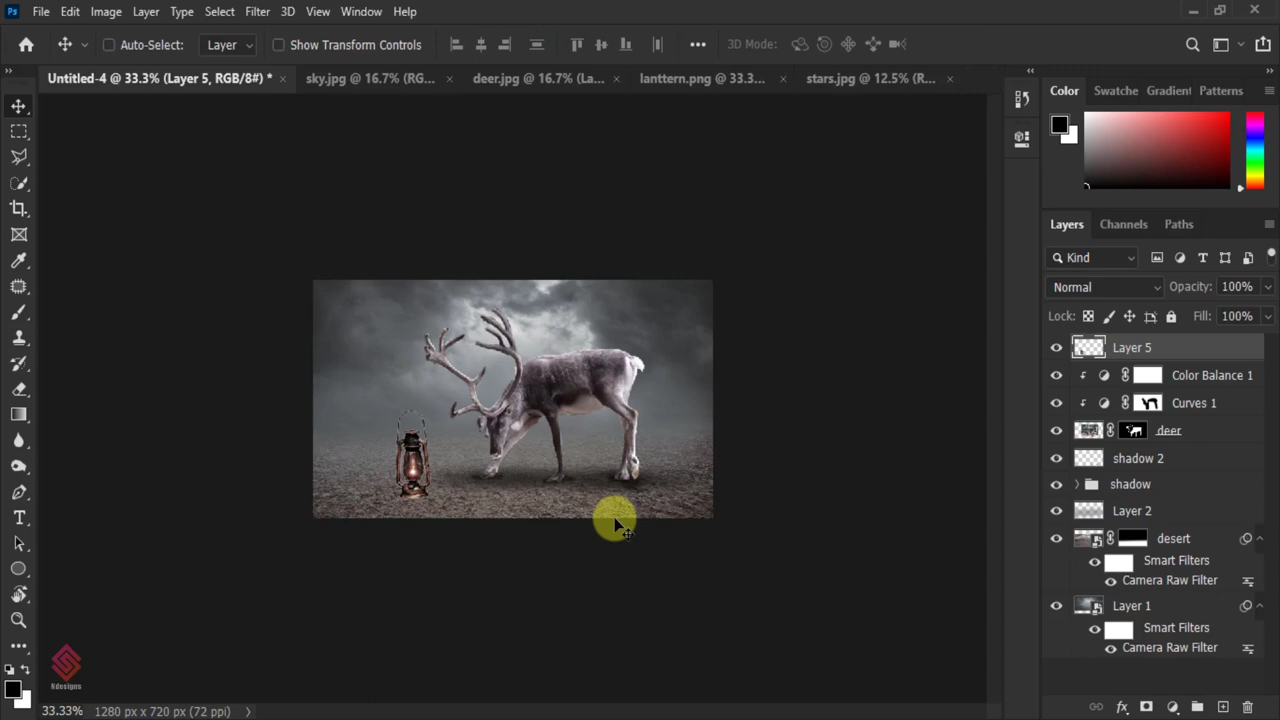 Ps File Edit Image Layer Type Select Filter 3D View Window Help
Auto-Select: Layer Show Transform Controls 3D Mode:
Untitled-4 @ 33.3% (Layer 5, RGB/8#) * sky.jpg @ 16.7% (RG... deer.jpg @ 16.7% (La... lanttern.png @ 33.3... stars.jpg @ 12.5% (R...
Color Swatche Gradient Patterns
Layers Channels Paths
Kind
Normal Opacity: 100%
Lock: Fill: 100%
Layer 5
Color Balance 1
Curves 1
deer
shadow 2
shadow
Layer 2
desert
Smart Filters
Camera Raw Filter
Layer 1
Smart Filters
Camera Raw Filter
Ndesigns
33.33% 1280 px x 720 px (72 ppi)